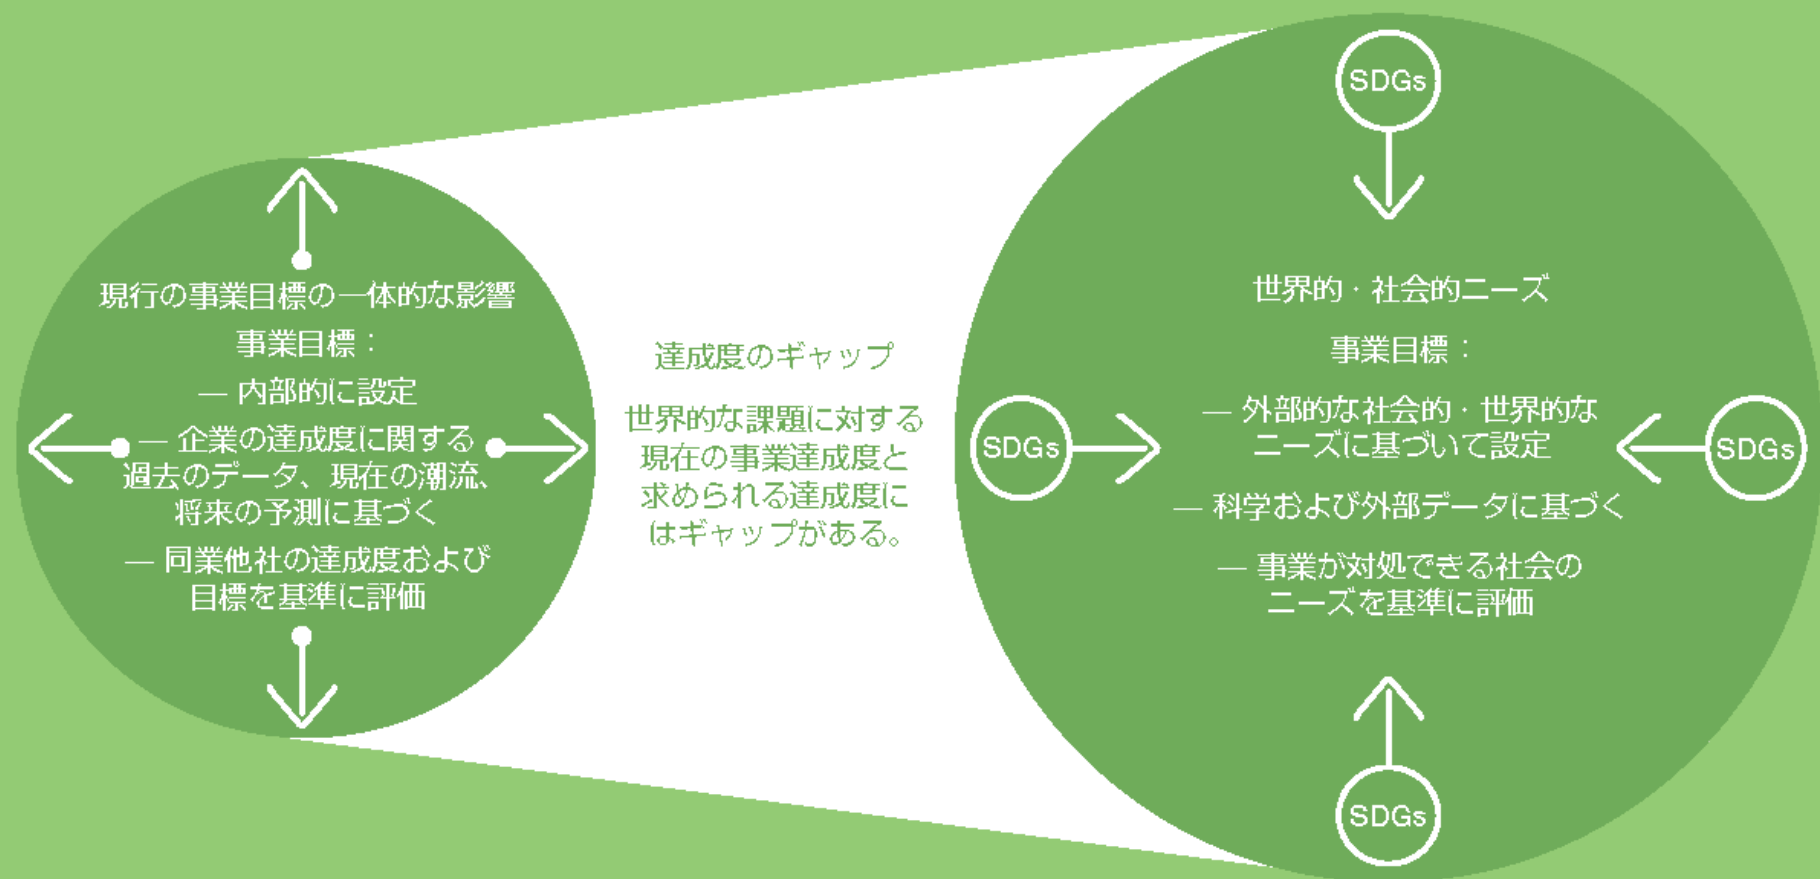 現行の事業目標の一体的な影響
事業目標：
— 内部的に設定
— 企業の達成度に関する
過去のデータ、現在の潮流、
将来の予測に基づく
— 同業他社の達成度および
目標を基準に評価
達成度のギャップ
世界的な課題に対する
現在の事業達成度と
求められる達成度に
はギャップがある。
SDGs
SDGs
世界的・社会的ニーズ
事業目標：
— 外部的な社会的・世界的な
ニーズに基づいて設定
— 科学および外部データに基づく
— 事業が対処できる社会の
ニーズを基準に評価
SDGs
SDGs